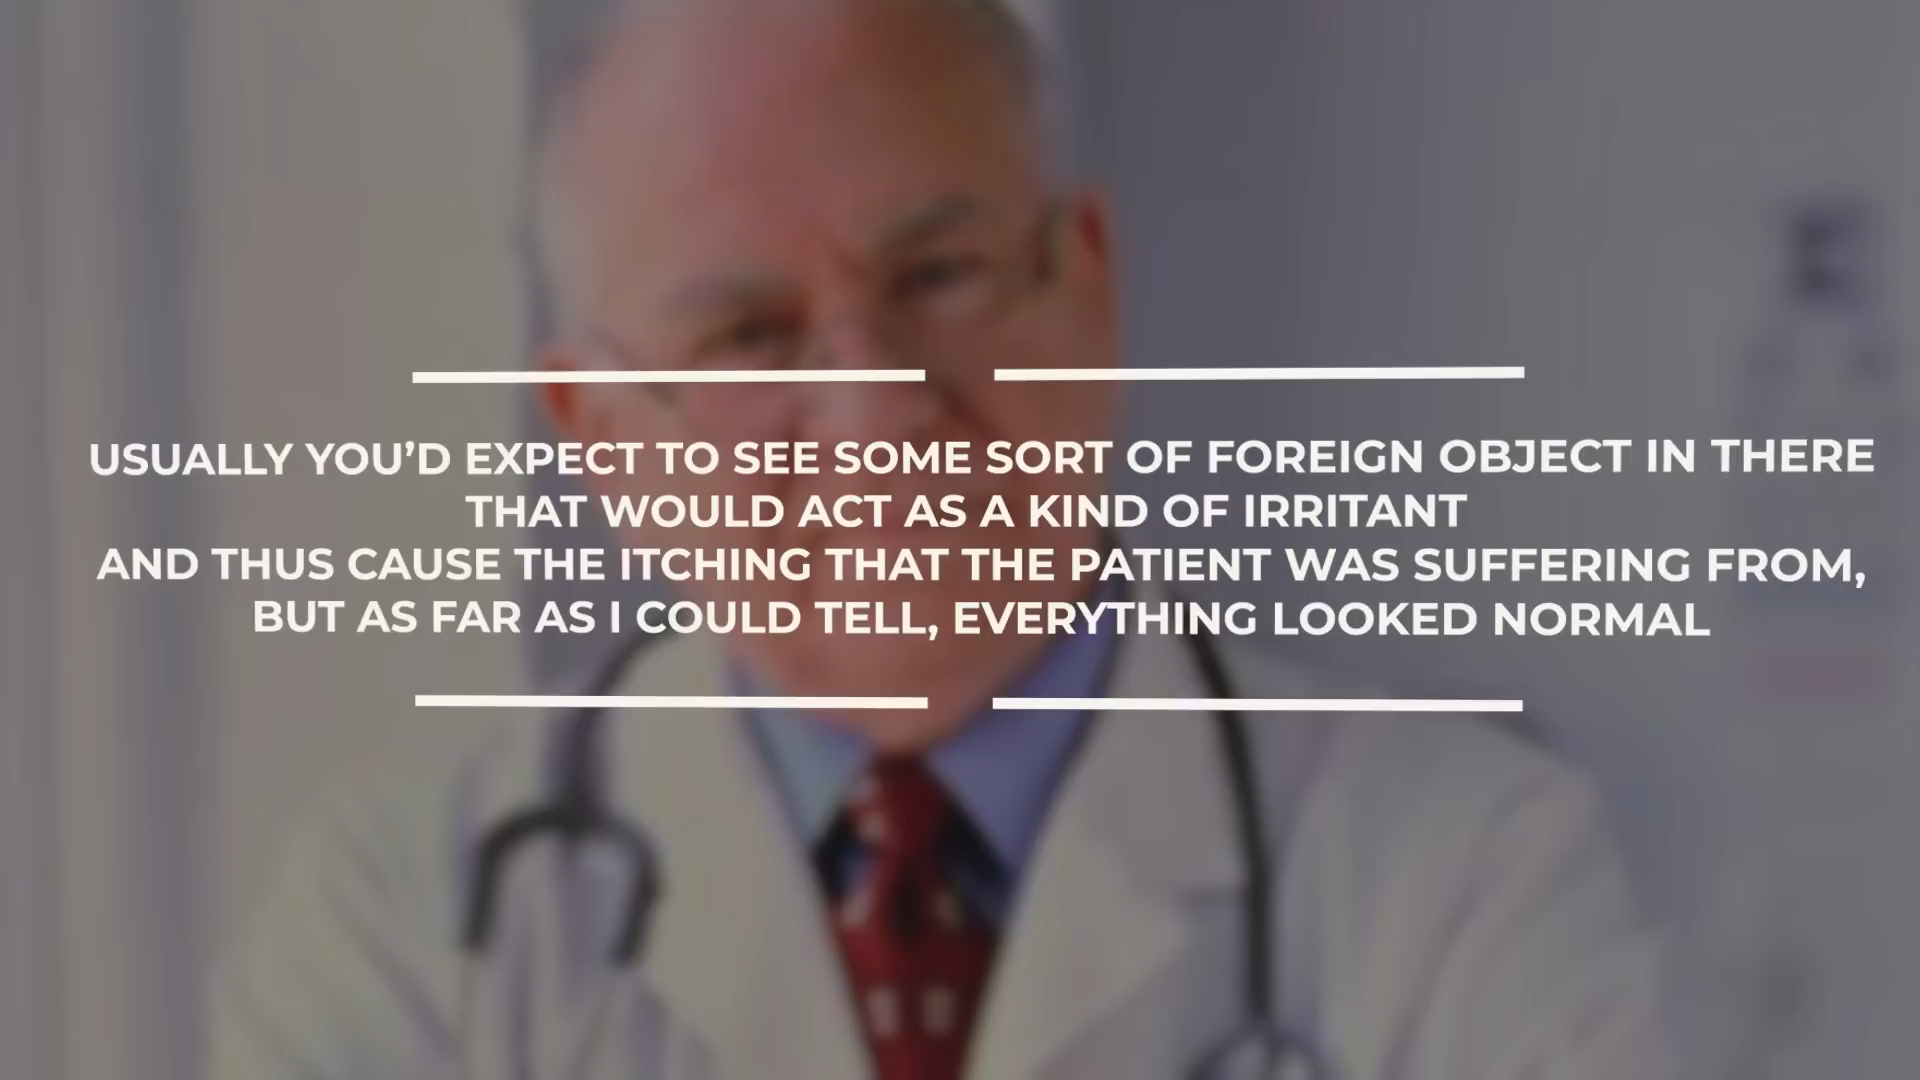 USUALLY YOU’D EXPECT TO SEE SOME SORT OF FOREIGN OBJECT IN THERE
THAT WOULD ACT AS A KIND OF IRRITANT
AND THUS CAUSE THE ITCHING THAT THE PATIENT WAS SUFFERING FROM,
BUT AS FAR AS I COULD TELL, EVERYTHING LOOKED NORMAL